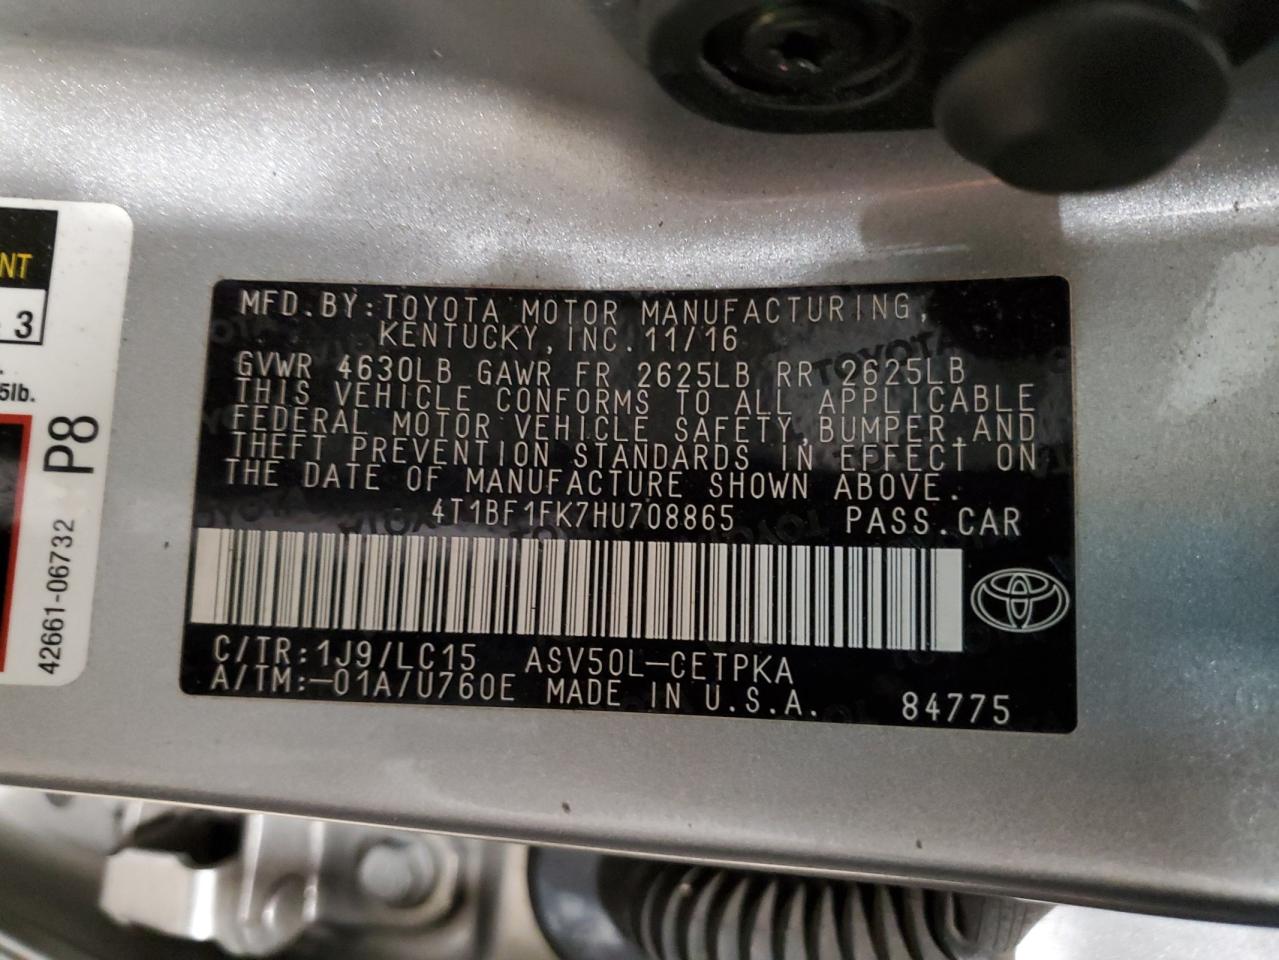 NT
3
5lb.
P8
42661-06732
MFD.BY:TOYOTA MOTOR MANUFACTURING,
KENTUCKY,INC.11/16
GVWR 4630LB GAWR FR 2625LB RR 2625LB
THIS VEHICLE CONFORMS TO ALL APPLICABLE
FEDERAL MOTOR VEHICLE SAFETY,BUMPER,AND
THEFT PREVENTION STANDARDS IN EFFECT ON
THE DATE OF MANUFACTURE SHOWN ABOVE.
4T1BF1FK7HU708865 PASS.CAR
C/TR:1J9/LC15 ASV50L-CETPKA
A/TM:-01A/U760E MADE IN U.S.A. 84775